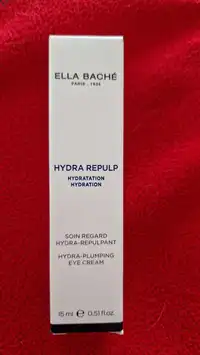 ELLA BACHÉ
PARIS . 1936
HYDRA REPULP
HYDRATATION
HYDRATION
SOIN REGARD
HYDRA-REPULPANT
HYDRA-PLUMPING
EYE CREAM
15 ml e 0.51 fl.oz.